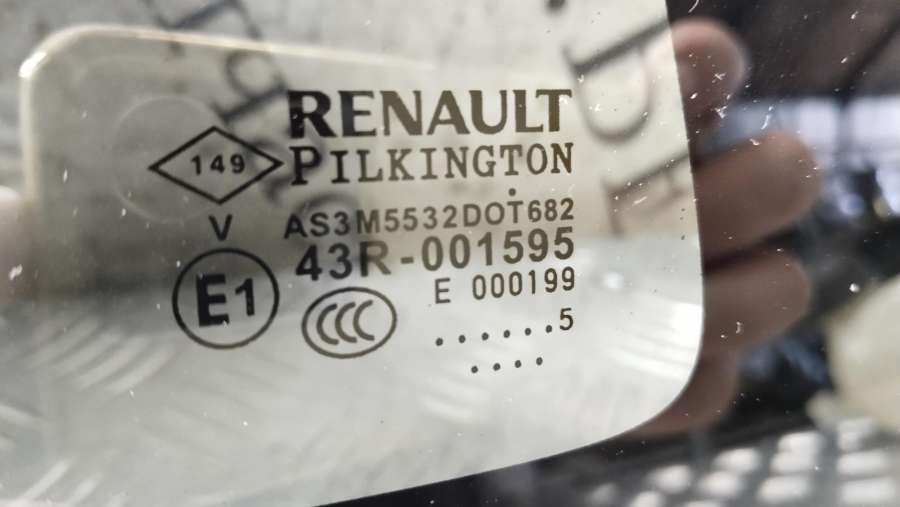 RENAULT
149
PILKINGTON
V
AS3M5532DOT682
43R-001595
E1
E 000199
CCC
......5
....